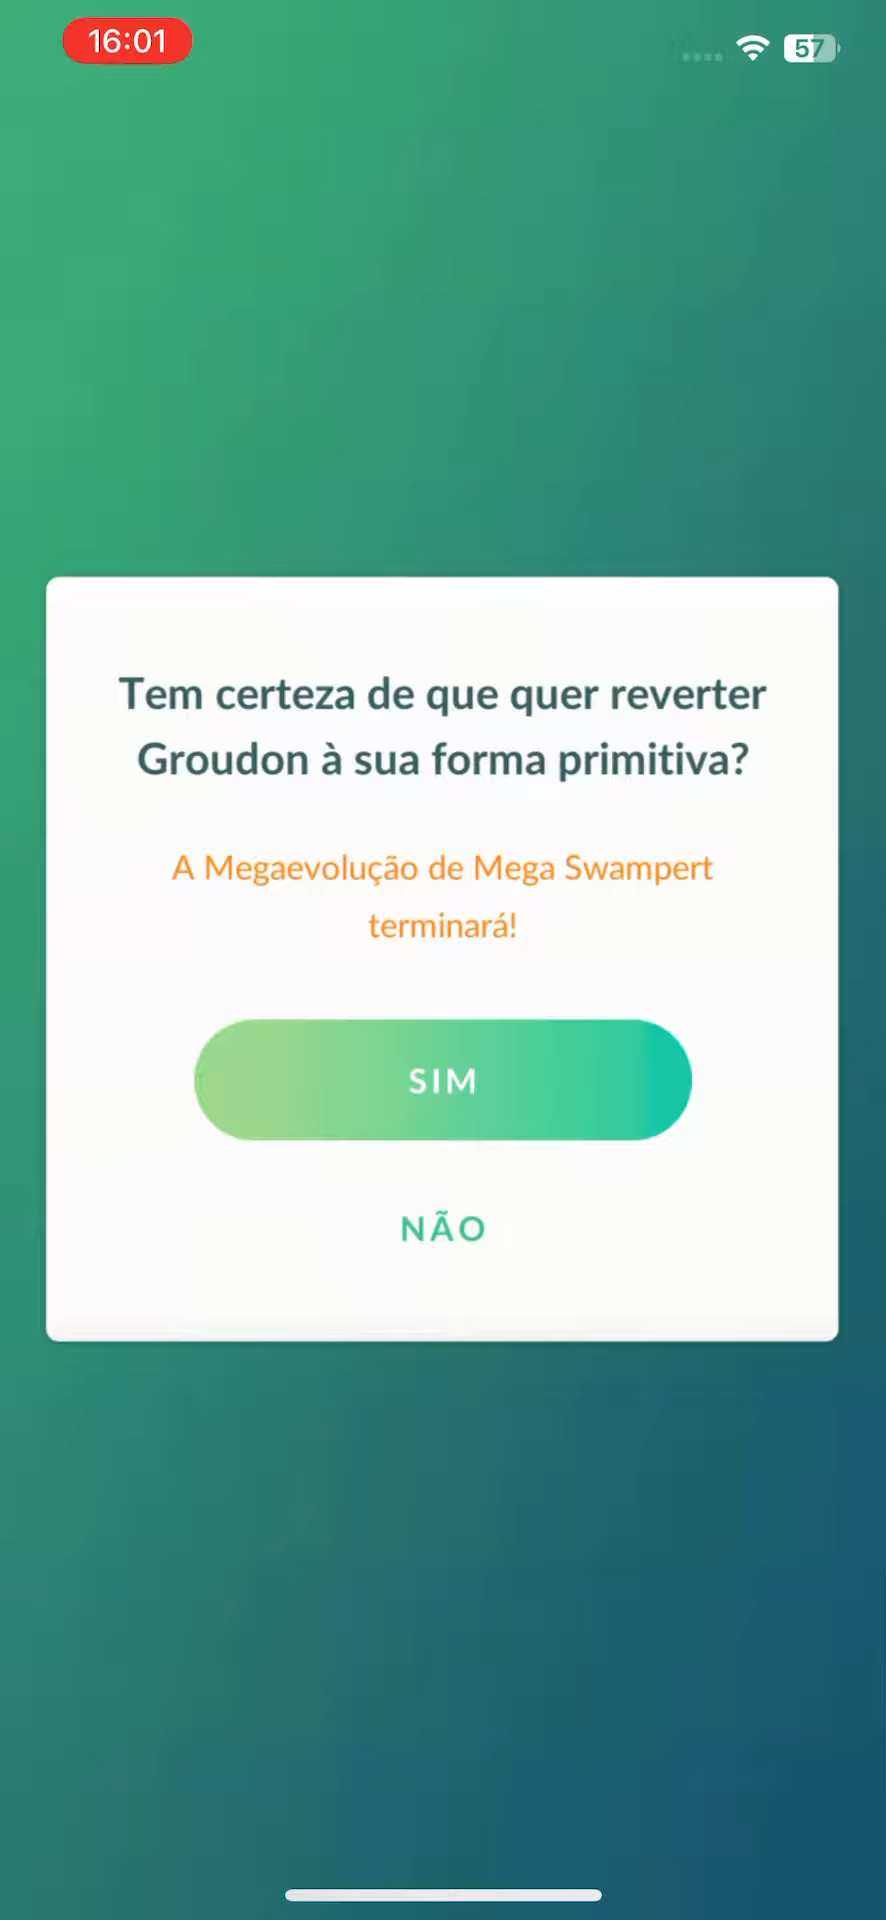 16:01
57
Tem certeza de que quer reverter
Groudon à sua forma primitiva?
A Megaevolução de Mega Swampert
terminará!
SIM
NÃO